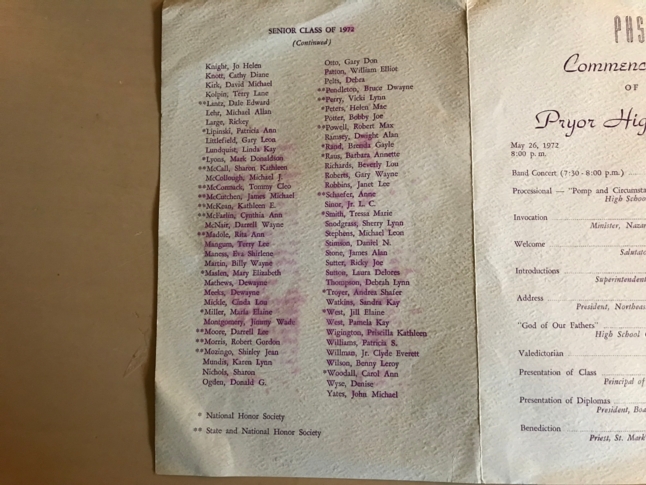 SENIOR CLASS OF 1972
(Continued)
Knight, Jo Helen
Knott, Cathy Diane
Kirk, David Michael
Kolpin, Terry Lane
**Lantz, Dale Edward
Lehr, Michael Allan
Large, Rickey
*Lipinski, Patricia Ann
Littlefield, Gary Leon
Lundquist, Linda Kay
*Lyons, Mark Donaldson
**McCall, Sharon Kathleen
McCollough, Michael J.
**McCormack, Tommy Cleo
**McCutchen, James Michael
**McKean, Kathleen E.
**McFarlin, Cynthia Ann
McNair, Darrell Wayne
**Madole, Rita Ann
Mangum, Terry Lee
Maness, Eva Shirlene
Martin, Billy Wayne
*Maslen, Mary Elizabeth
Mathews, Dewayne
Meeks, Dewayne
Mickle, Cinda Lou
*Miller, Maria Elaine
Montgomery, Jimmy Wade
**Moore, Darrell Lee
**Morris, Robert Gordon
**Mozingo, Shirley Jean
Mundis, Karen Lynn
Nichols, Sharon
Ogden, Donald G.
Otto, Gary Don
Patton, William Elliot
Pelts, Debra
**Pendleton, Bruce Dwayne
**Perry, Vicki Lynn
*Peters, Helen Mae
Potter, Bobby Joe
**Powell, Robert Max
Ramsey, Dwight Alan
*Rand, Brenda Gayle
*Raus, Barbara Annette
Richards, Beverly Lou
Roberts, Gary Wayne
Robbins, Janet Lee
**Schaefer, Anne
Sinor, Jr. L. C.
*Smith, Tressa Marie
Snodgrass, Sherry Lynn
Stephens, Michael Leon
Stimson, Daniel N.
Stone, James Alan
Sutter, Ricky Joe
Sutton, Laura Delores
Thompson, Debrah Lynn
*Troyer, Andrea Shafer
Watkins, Sandra Kay
*West, Jill Elaine
West, Pamela Kay
Wigington, Priscilla Kathleen
Williams, Patricia S.
Willman, Jr. Clyde Everett
Wilson, Benny Leroy
*Woodall, Carol Ann
Wyse, Denise
Yates, John Michael
* National Honor Society
** State and National Honor Society
PHS
Commenc
OF
Pryor Hig
May 26, 1972
8:00 p. m.
Band Concert (7:30 - 8:00 p.m.)
Processional — "Pomp and Circumsta
High Schoo
Invocation
Minister, Nazar
Welcome
Salutato
Introductions
Superintendent
Address
President, Northeas
"God of Our Fathers"
High School
Valedictorian
Presentation of Class
Principal of
Presentation of Diplomas
President, Boa
Benediction
Priest, St. Mark'